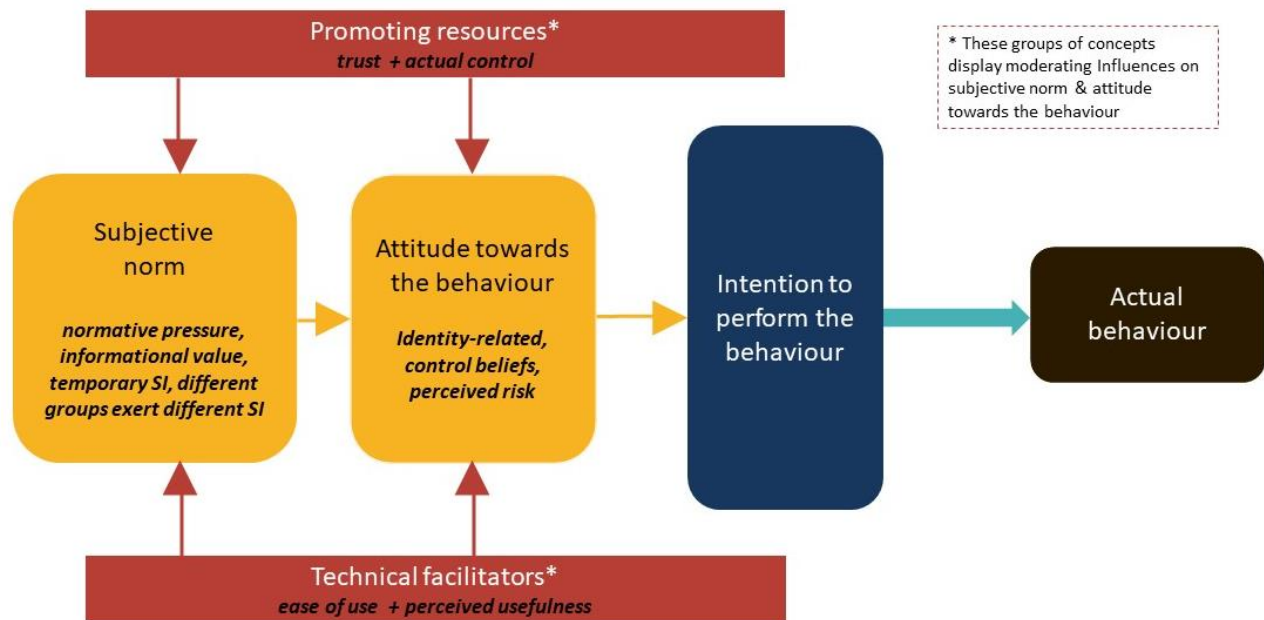 Promoting resources*
trust + actual control
* These groups of concepts
display moderating Influences on
subjective norm & attitude
towards the behaviour
Subjective
norm
normative pressure,
informational value,
temporary SI, different
groups exert different SI
Attitude towards
the behaviour
Identity-related,
control beliefs,
perceived risk
Intention to
perform the
behaviour
Actual
behaviour
Technical facilitators*
ease of use + perceived usefulness